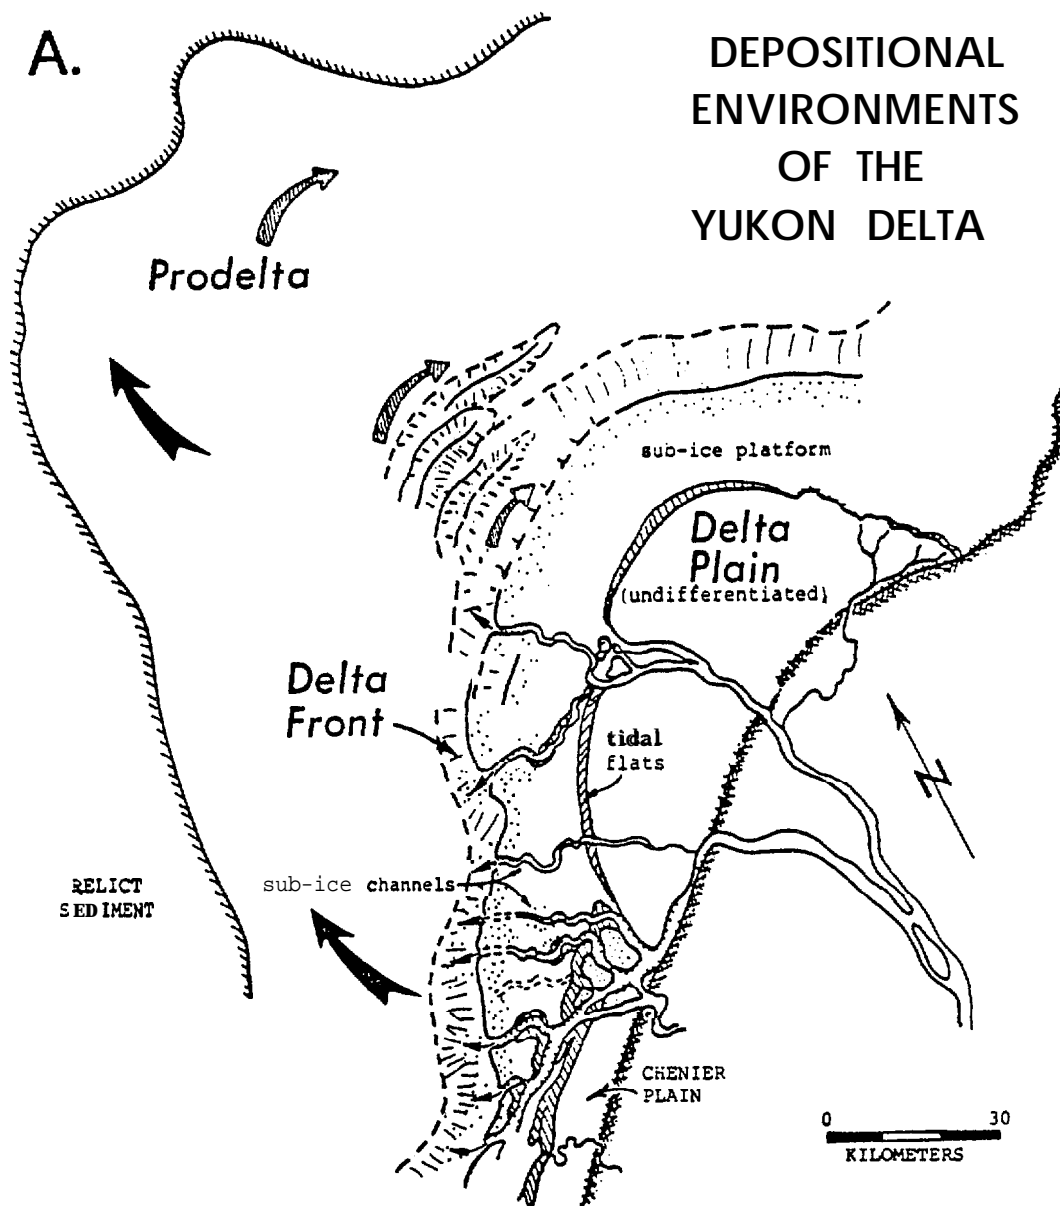 A.
DEPOSITIONAL
ENVIRONMENTS
OF THE
YUKON DELTA
Prodelta
sub-ice platform
Delta
Plain
(undifferentiated)
Delta
Front
tidal
flats
N
RELICT
SEDIMENT
sub-ice channels
CHENIER
PLAIN
0 30
KILOMETERS